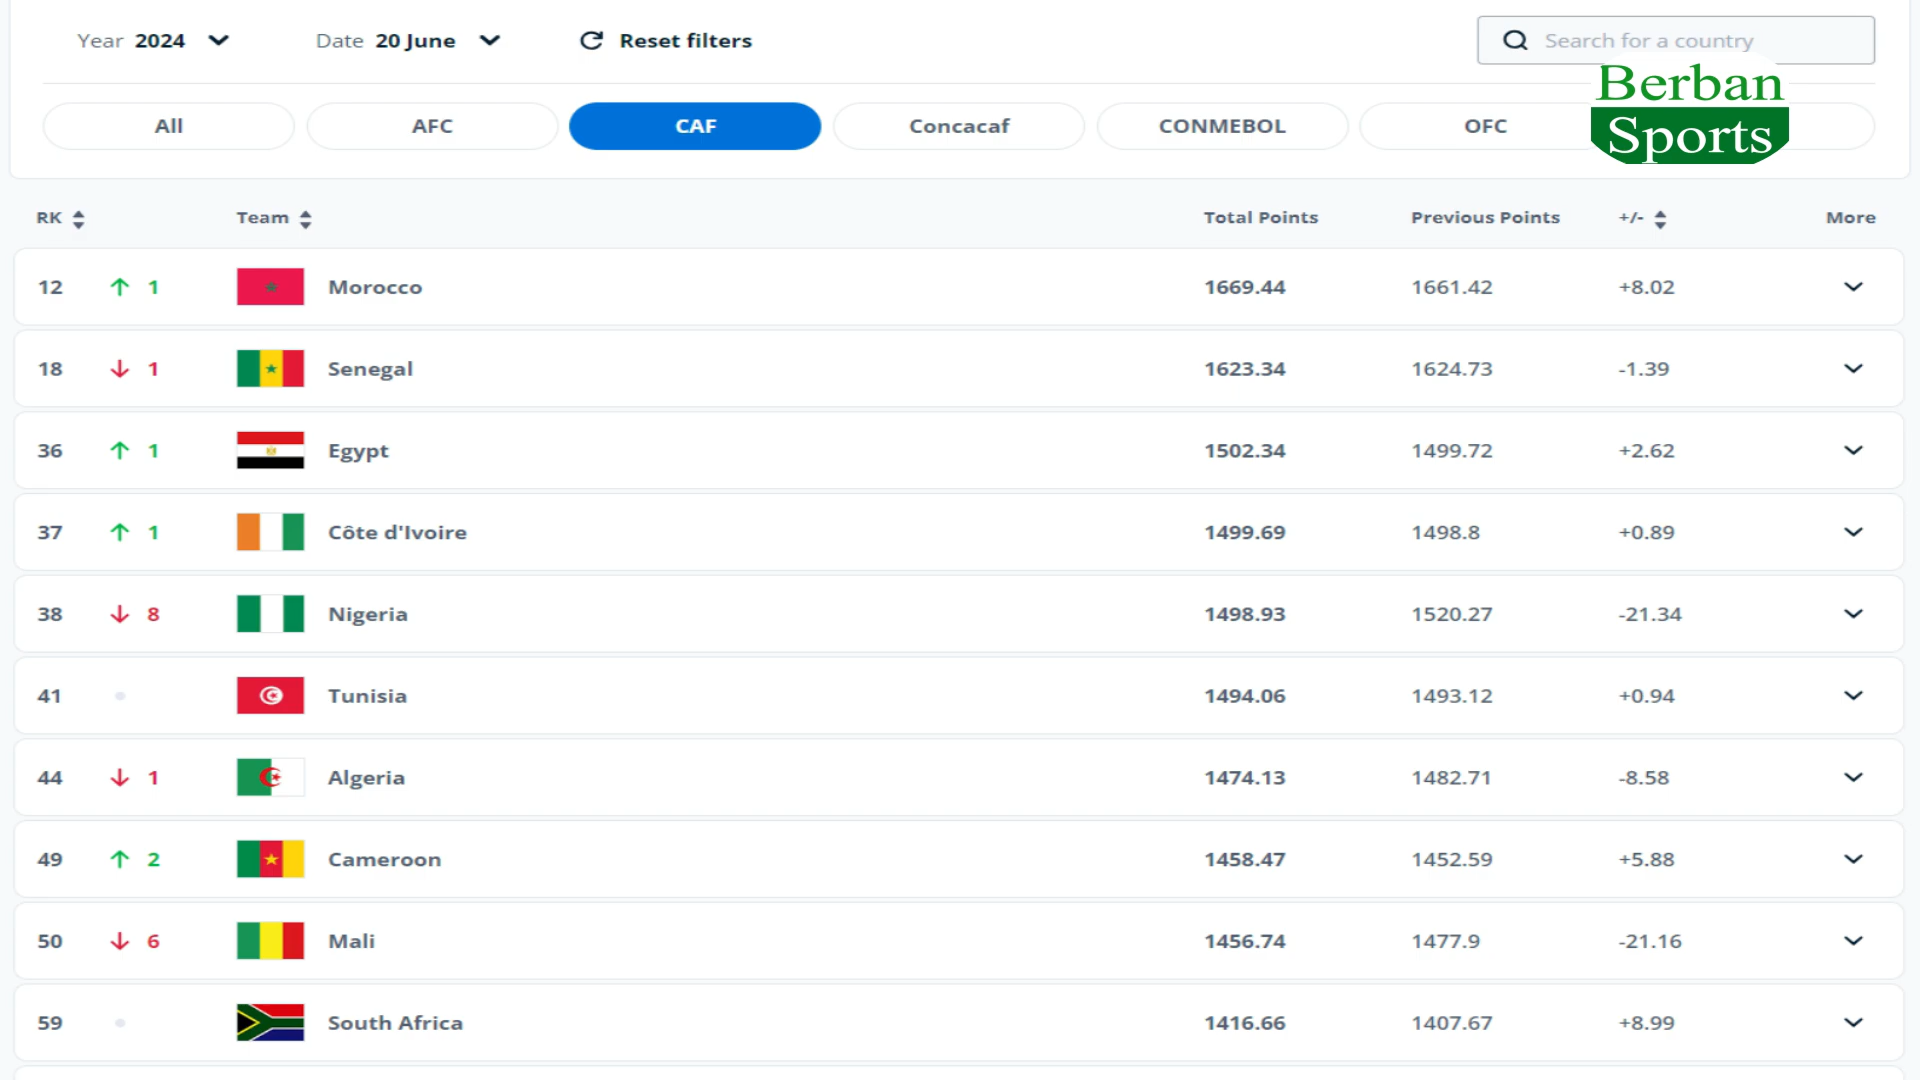 Year 2024 Date 20 June Reset filters Search for a country
Berban
Sports
All AFC CAF Concacaf CONMEBOL OFC
RK Team Total Points Previous Points +/- More
12 1 Morocco 1669.44 1661.42 +8.02
18 1 Senegal 1623.34 1624.73 -1.39
36 1 Egypt 1502.34 1499.72 +2.62
37 1 Côte d'Ivoire 1499.69 1498.8 +0.89
38 8 Nigeria 1498.93 1520.27 -21.34
41 Tunisia 1494.06 1493.12 +0.94
44 1 Algeria 1474.13 1482.71 -8.58
49 2 Cameroon 1458.47 1452.59 +5.88
50 6 Mali 1456.74 1477.9 -21.16
59 South Africa 1416.66 1407.67 +8.99